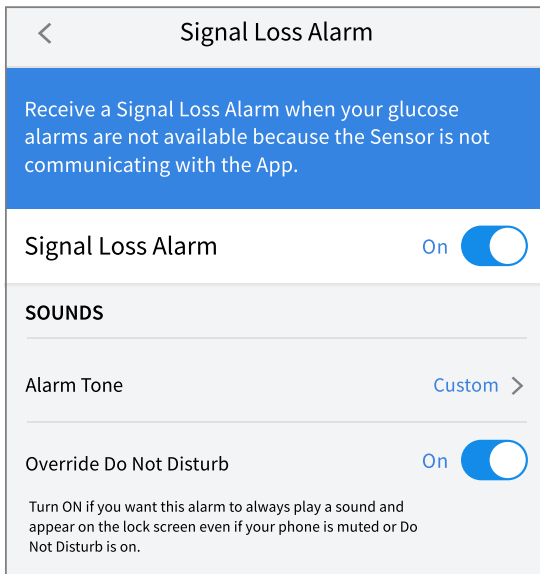 Signal Loss Alarm
Receive a Signal Loss Alarm when your glucose
alarms are not available because the Sensor is not
communicating with the App.
Signal Loss Alarm On
SOUNDS
Alarm Tone Custom
Override Do Not Disturb On
Turn ON if you want this alarm to always play a sound and
appear on the lock screen even if your phone is muted or Do
Not Disturb is on.